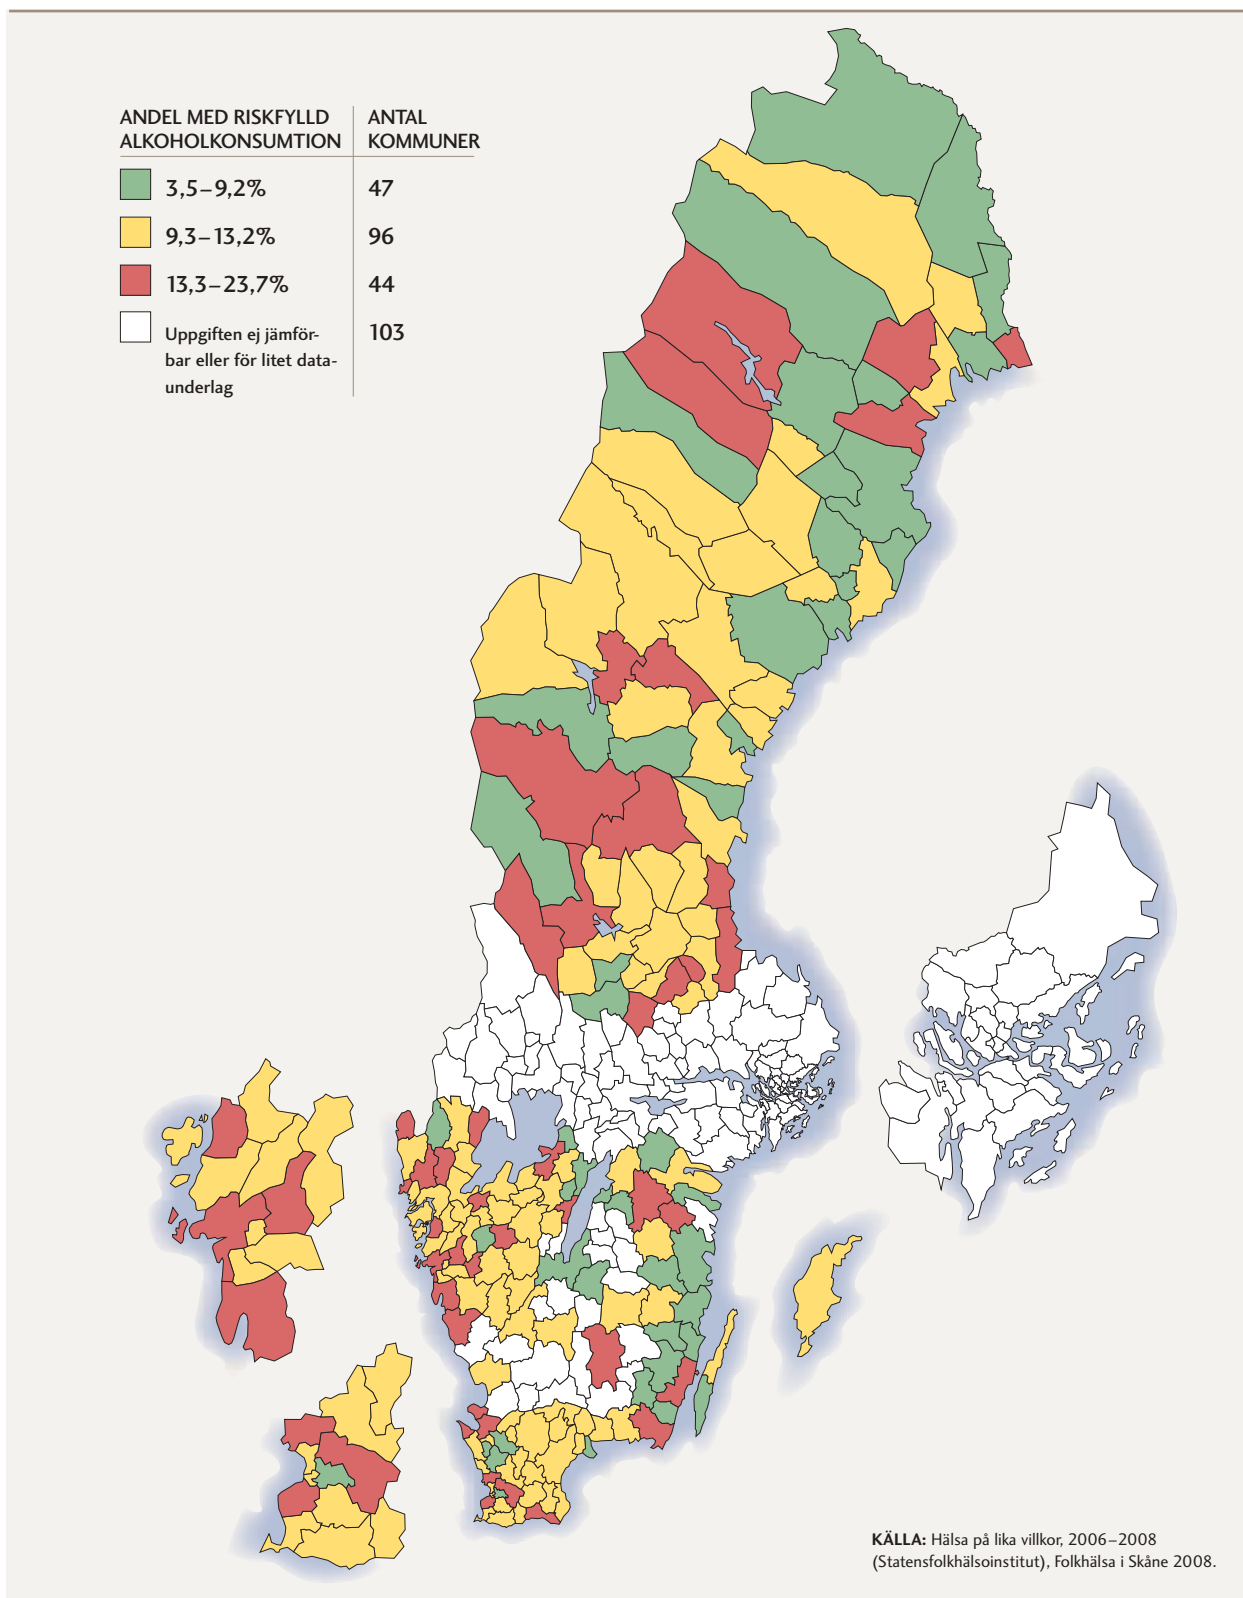 ANDEL MED RISKFYLLD
ALKOHOLKONSUMTION
ANTAL
KOMMUNER
3,5–9,2% 47
9,3–13,2% 96
13,3–23,7% 44
Uppgiften ej jämför-
bar eller för litet data-
underlag
103
KÄLLA: Hälsa på lika villkor, 2006–2008
(Statensfolkhälsoinstitut), Folkhälsa i Skåne 2008.